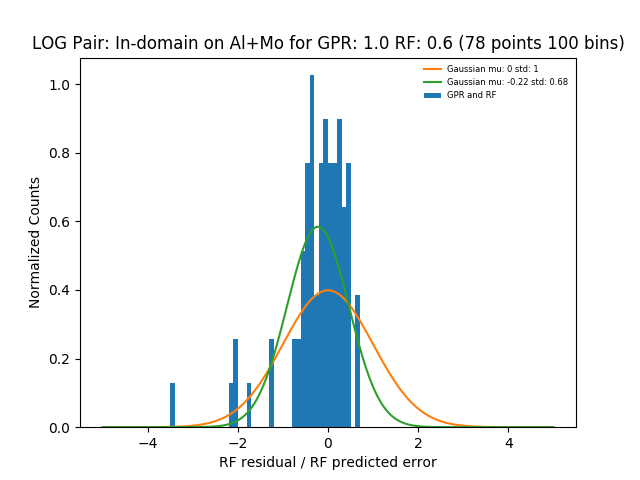 LOG Pair: In-domain on Al+Mo for GPR: 1.0 RF: 0.6 (78 points 100 bins)
Gaussian mu: 0 std: 1
Gaussian mu: -0.22 std: 0.68
GPR and RF
Normalized Counts
1.0
0.8
0.6
0.4
0.2
0.0
−4
−2
0
2
4
RF residual / RF predicted error